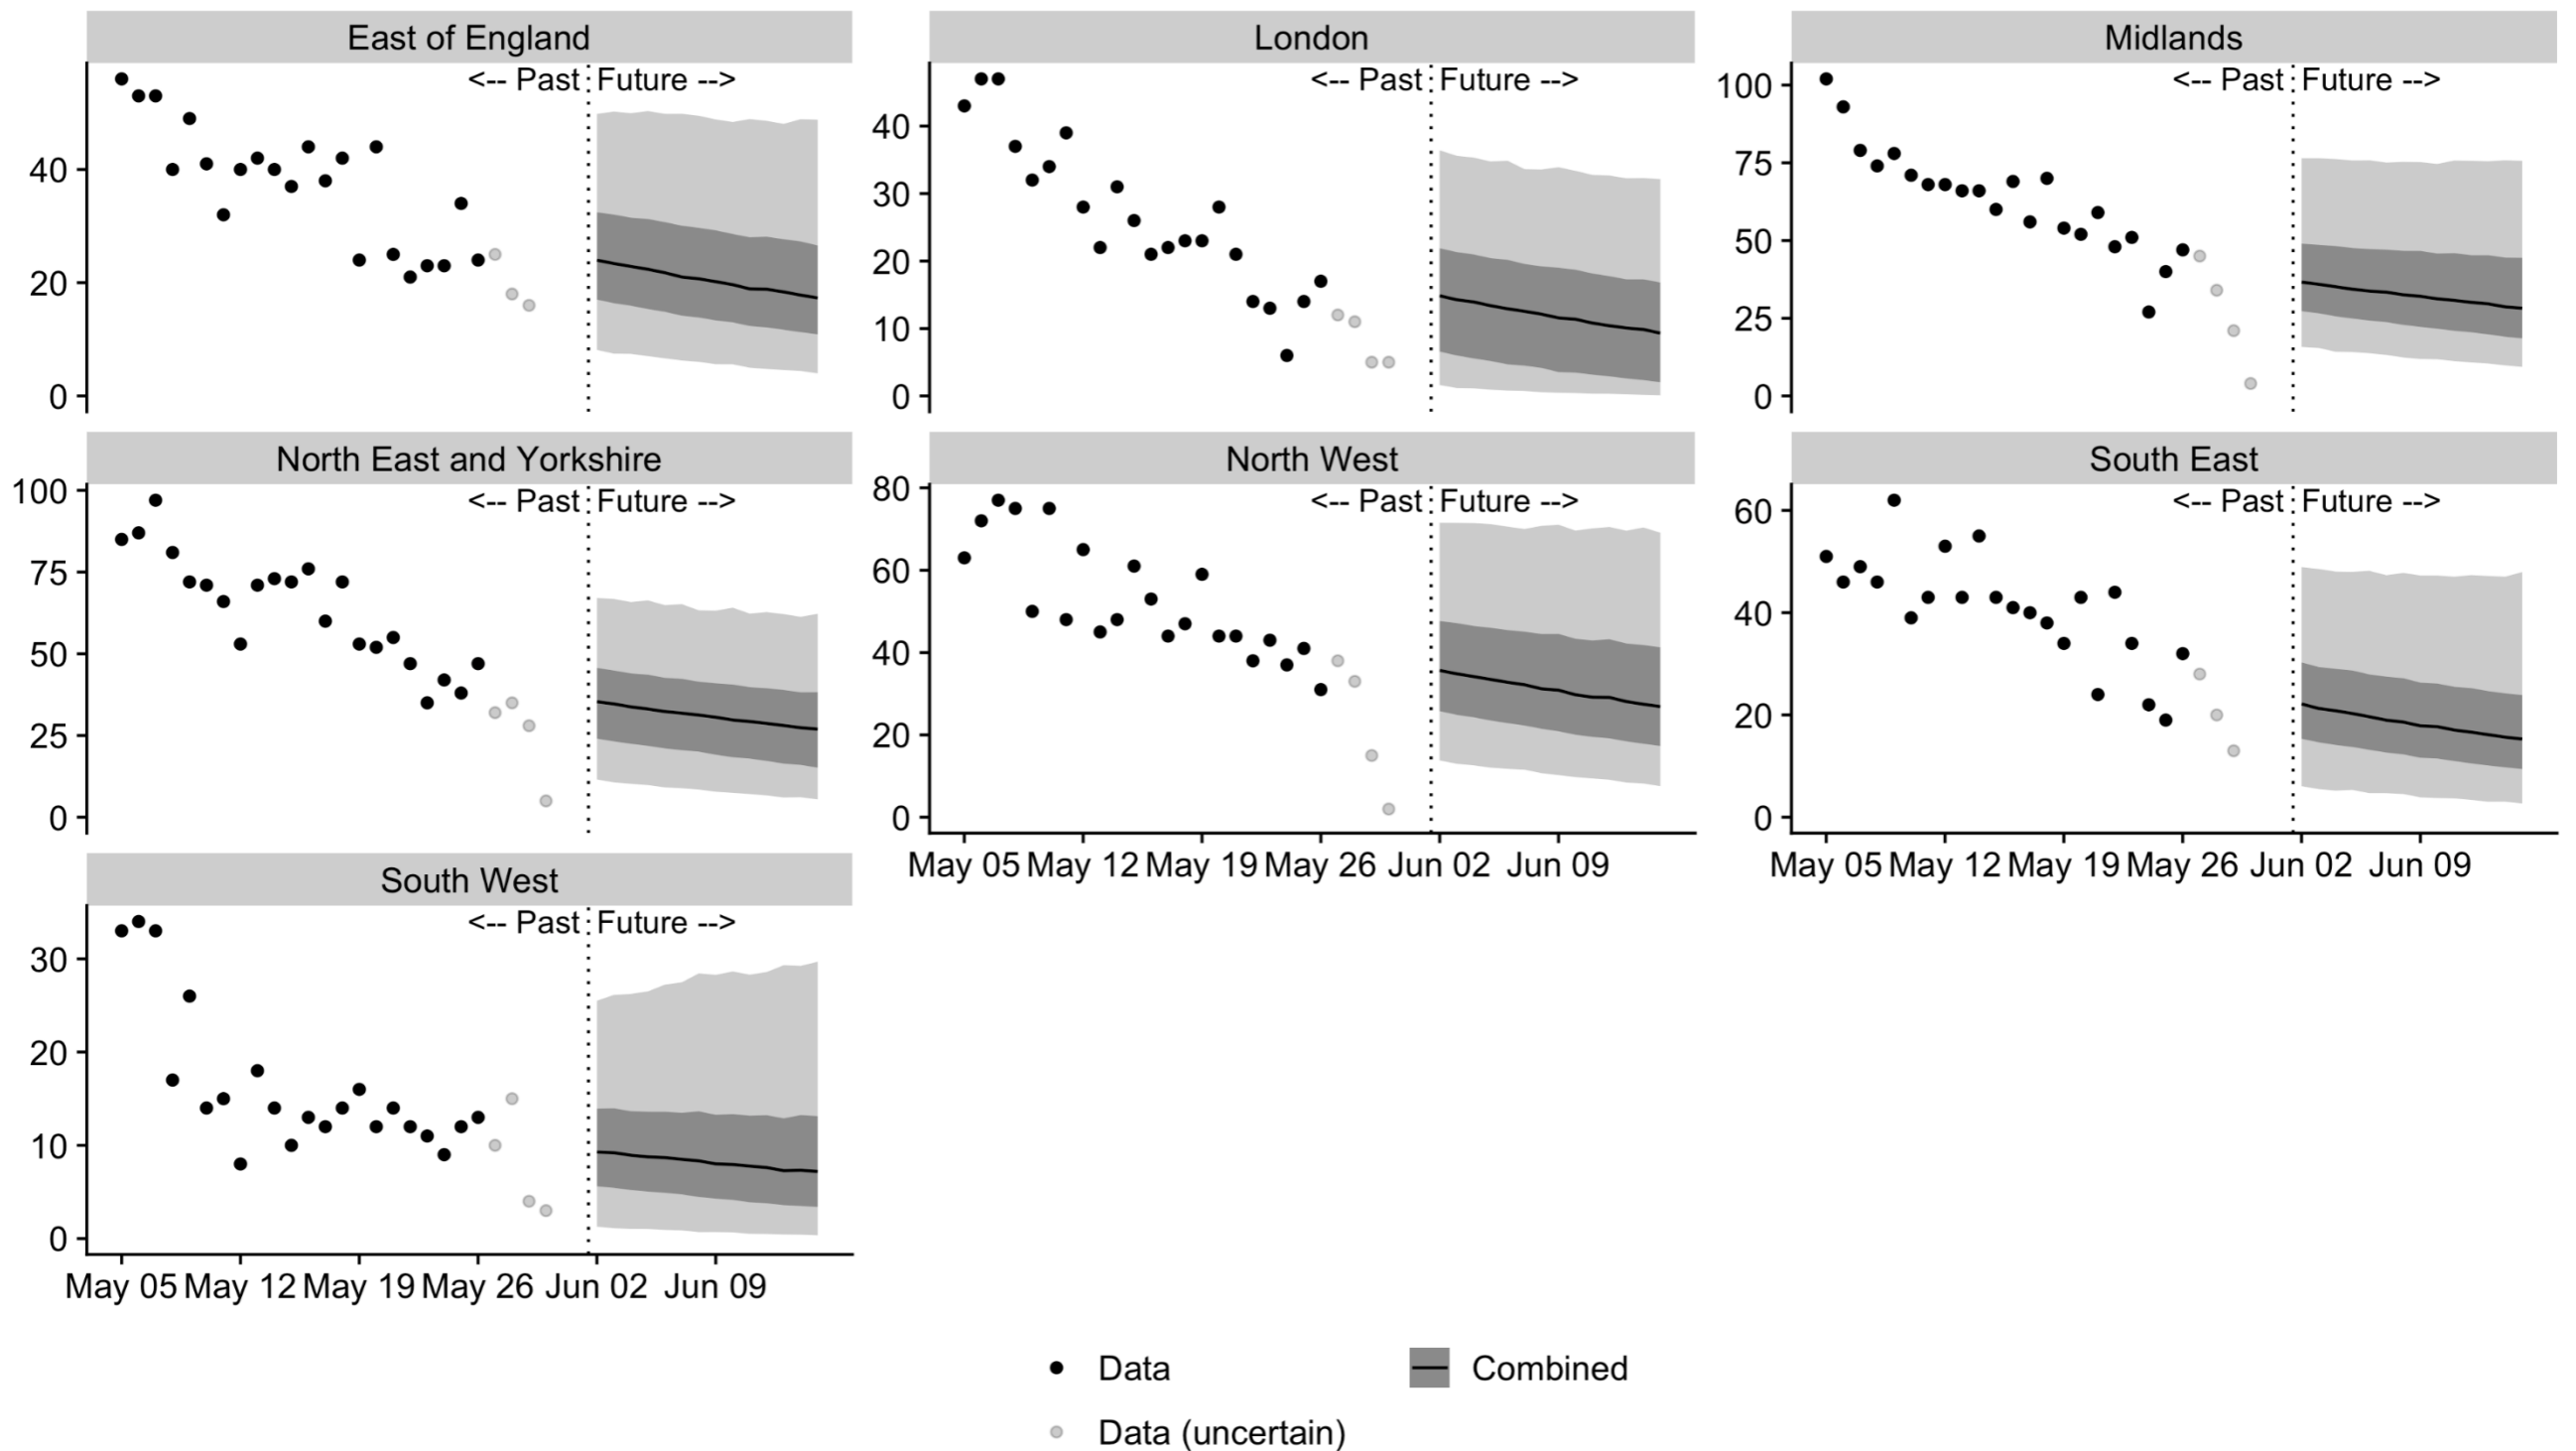 East of England
<-- Past Future -->
40
20
0
London
<-- Past Future -->
40
30
20
10
0
Midlands
<-- Past Future -->
100
75
50
25
0
North East and Yorkshire
<-- Past Future -->
100
75
50
25
0
North West
<-- Past Future -->
80
60
40
20
0
May 05 May 12 May 19 May 26 Jun 02 Jun 09
South East
<-- Past Future -->
60
40
20
0
May 05 May 12 May 19 May 26 Jun 02 Jun 09
South West
<-- Past Future -->
30
20
10
0
May 05 May 12 May 19 May 26 Jun 02 Jun 09
Data
Combined
Data (uncertain)